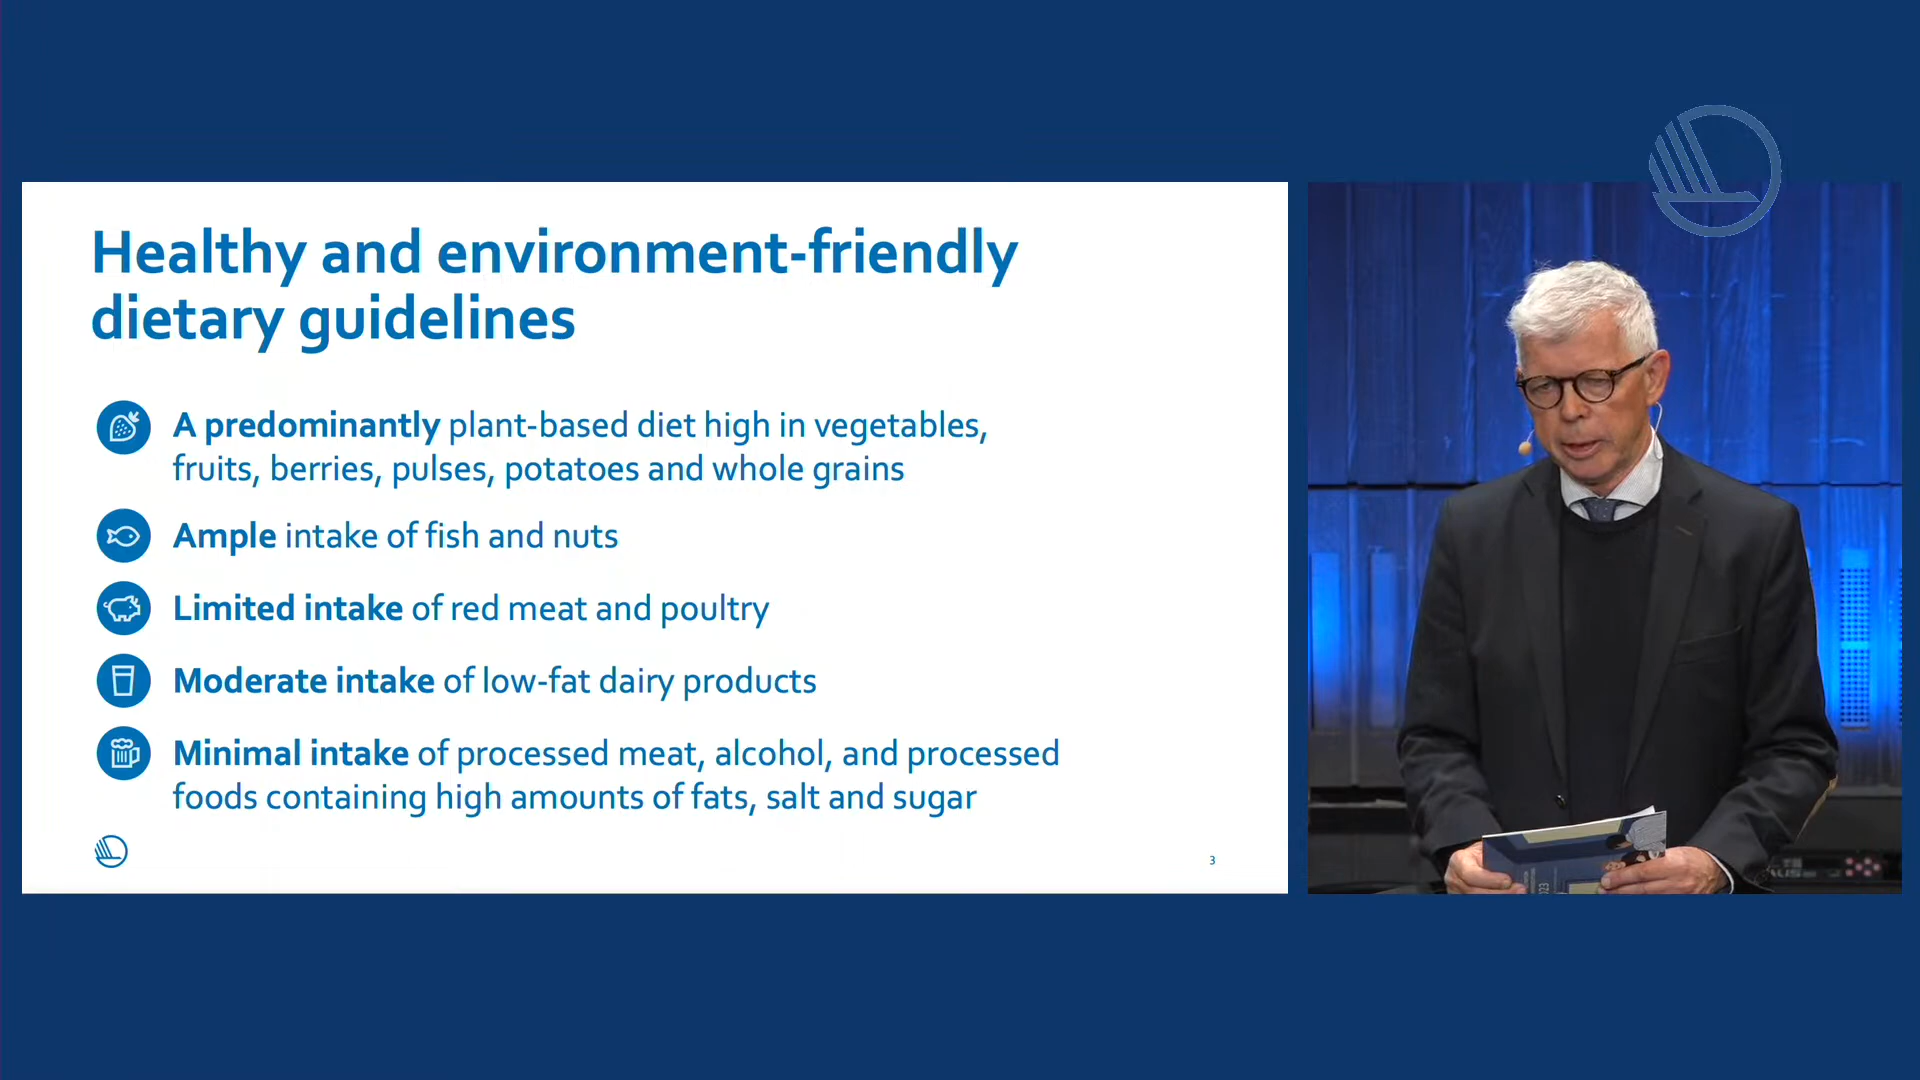 Healthy and environment-friendly
dietary guidelines
A predominantly plant-based diet high in vegetables,
fruits, berries, pulses, potatoes and whole grains
Ample intake of fish and nuts
Limited intake of red meat and poultry
Moderate intake of low-fat dairy products
Minimal intake of processed meat, alcohol, and processed
foods containing high amounts of fats, salt and sugar
3